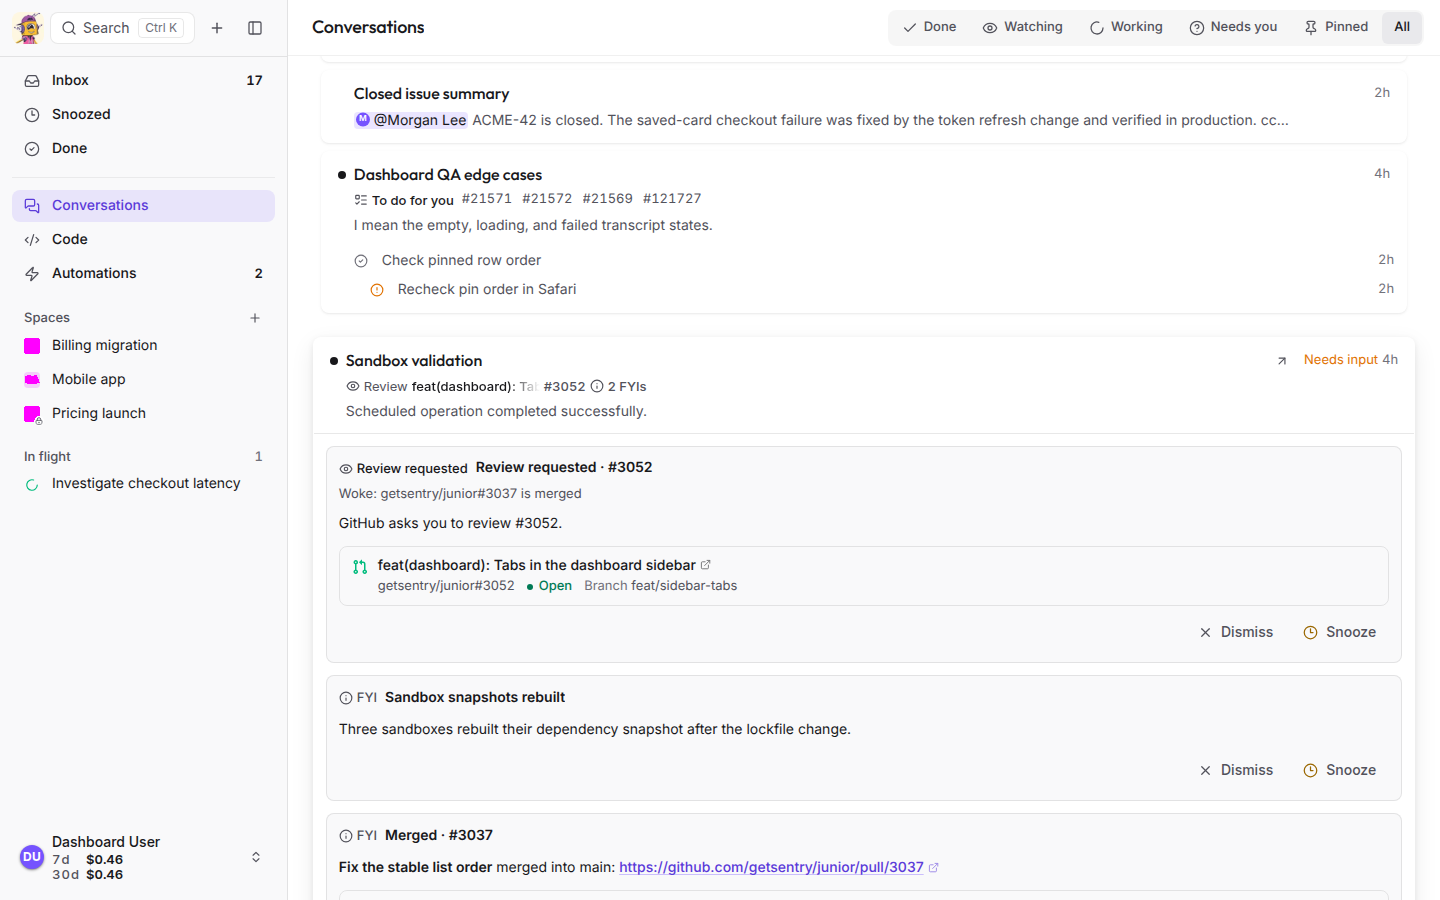 Search Ctrl K
Inbox 17
Snoozed
Done
Conversations
Code
Automations 2
Spaces
Billing migration
Mobile app
Pricing launch
In flight 1
Investigate checkout latency
DU Dashboard User
7d $0.46
30d $0.46
Conversations
Done Watching Working Needs you Pinned All
Closed issue summary 2h
M @Morgan Lee ACME-42 is closed. The saved-card checkout failure was fixed by the token refresh change and verified in production. cc...
Dashboard QA edge cases 4h
To do for you #21571 #21572 #21569 #121727
I mean the empty, loading, and failed transcript states.
Check pinned row order 2h
Recheck pin order in Safari 2h
Sandbox validation Needs input 4h
Review feat(dashboard): Tab #3052 2 FYIs
Scheduled operation completed successfully.
Review requested Review requested · #3052
Woke: getsentry/junior#3037 is merged
GitHub asks you to review #3052.
feat(dashboard): Tabs in the dashboard sidebar
getsentry/junior#3052 Open Branch feat/sidebar-tabs
Dismiss Snooze
FYI Sandbox snapshots rebuilt
Three sandboxes rebuilt their dependency snapshot after the lockfile change.
Dismiss Snooze
FYI Merged · #3037
Fix the stable list order merged into main: https://github.com/getsentry/junior/pull/3037